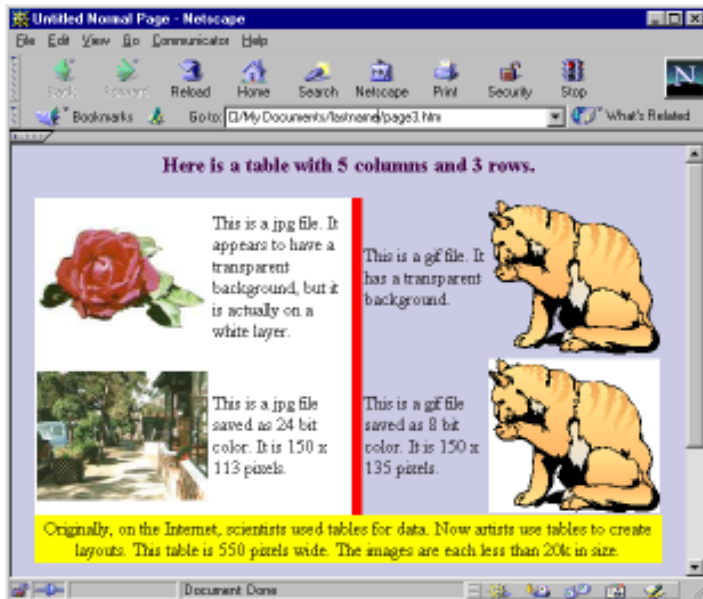 Untitled Normal Page - Netscape
File Edit View Go Communicator Help
Back Forward Reload Home Search Netscape Print Security Stop
N
Bookmarks Go to: /My Documents/lastname/page3.htm What's Related
Here is a table with 5 columns and 3 rows.
This is a jpg file. It
appears to have a
transparent
background, but it
is actually on a
white layer.
This is a gif file. It
has a transparent
background.
This is a jpg file
saved as 24 bit
color. It is 150 x
113 pixels.
This is a gif file
saved as 8 bit
color. It is 150 x
135 pixels.
Originally, on the Internet, scientists used tables for data. Now artists use tables to create
layouts. This table is 550 pixels wide. The images are each less than 20k in size.
Document Done